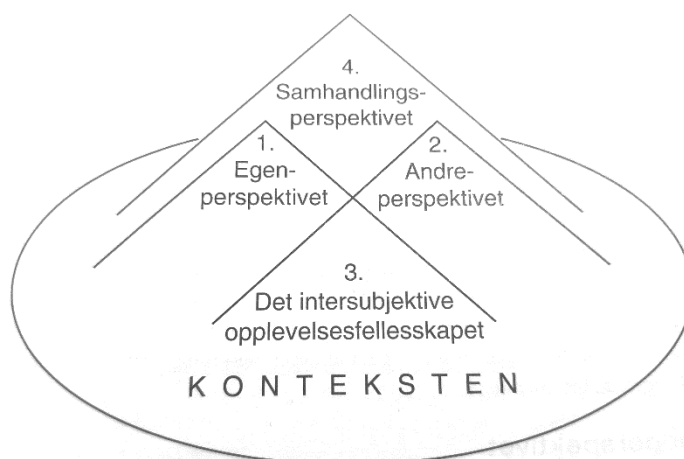 4.
Samhandlings-
perspektivet
1.
Egen-
perspektivet
2.
Andre-
perspektivet
3.
Det intersubjektive
opplevelsesfellesskapet
KONTEKSTEN